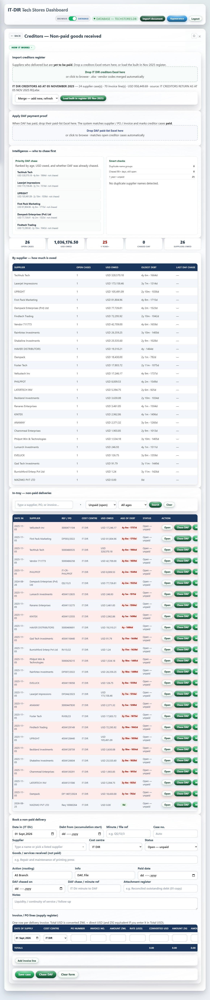 IT-DIR Tech Stores Dashboard
BROWSER DATABASE DATABASE — TECHSTORES.DB Import document Appearance Logout
← BACK Creditors — Non-paid goods received
HOW IT WORKS
Import creditors register
Suppliers who delivered but are yet to be paid. Drop a creditors Excel return here, or load the built-in Nov 2025 register.
Drop IT DIR creditors Excel here
or click to browse · .xlsx · vendor codes merged automatically
IT DIR CREDITORS AS AT 05 NOVEMBER 2025 — 24 supplier case(s) · 70 invoice line(s) · USD 958,449.69 · source: IT CREDITORS RETURN AS AT
05 NOV 2025 RQ.xlsx
Merge — add new, refresh Load built-in register (05 Nov 2025)
Apply DAF payment proof
When DAF has paid, drop their paid-list Excel here. The system matches supplier / PO / invoice and marks creditor cases paid.
Drop DAF paid-list Excel here
or click to browse · matches open creditor cases automatically
Intelligence — who to chase first
Priority DAF chase
Ranked by age, USD owed, and whether DAF was already chased.
Techhub Tech
USD 328,570.18 · 4y 6m · 1664d · not chased
Laserjet Impressions
USD 173,158.46 · 3y 7m · 1314d · not chased
UPRIGHT
USD 105,491.09 · 2y 10m · 1036d · not chased
First Pack Marketing
USD 81,804.96 · 4y 8m · 1715d · not chased
Dampack Enterprises (Pvt) Ltd
USD 77,726.81 · 4y 2m · 1523d · not chased
Findtech Trading
USD 72,295.92 · 2y 10m · 1042d · not chased
Smart checks
Duplicate name groups 0
Chased 90+ days, still open 0
1 year+ unpaid 25
No duplicate supplier names detected.
26 1,036,176.50 25 0 26
OPEN CASES USD OWED 1 YEAR+ CHASED DAF SUPPLIERS OWED
By supplier — how much is owed
SUPPLIER OPEN CASES USD OWED OLDEST DEBT LAST DAF CHASE
Techhub Tech 1 USD 328,570.18 4y 6m · 1664d —
Laserjet Impressions 1 USD 173,158.46 3y 7m · 1314d —
UPRIGHT 1 USD 105,491.09 2y 10m · 1036d —
First Pack Marketing 1 USD 81,804.96 4y 8m · 1715d —
Dampack Enterprises (Pvt) Ltd 1 USD 77,726.81 4y 2m · 1523d —
Findtech Trading 1 USD 72,295.92 2y 10m · 1042d —
Vendor 711773 1 USD 42,709.00 4y 6m · 1659d —
Rainfotex Investments 1 USD 26,359.25 3y 10m · 1400d —
Shakeline Investments 1 USD 25,535.60 2y 9m · 1028d —
HAVIER DISTRIBUTORS 1 USD 19,310.21 4y · 1464d —
Dampack 1 USD 18,430.00 2y 1m · 782d —
Foster Tech 1 USD 17,803.72 2y 11m · 1075d —
Vellustech Inv 1 USD 17,246.17 4y 9m · 1737d —
PHILPPOT 1 USD 8,009.53 4y 2m · 1549d —
LATERTECH INV 1 USD 5,394.75 2y 6m · 925d —
Beckland Investments 1 USD 3,630.08 2y 10m · 1034d —
Ranares Enterprises 1 USD 3,461.85 4y 1m · 1504d —
KINTEX 1 USD 2,962.86 4y 1m · 1496d —
ANAMAY 1 USD 2,371.32 3y 5m · 1260d —
Channmeal Enterprises 1 USD 1,903.85 2y 9m · 1013d —
Philpot Win & Technologies 1 USD 1,534.18 3y 10m · 1405d —
Lumarch Investments 1 USD 246.93 4y 1m · 1511d —
EVELUCK 1 USD 126.75 3y 8m · 1359d —
Gad Tech Investments 1 USD 91.79 3y 11m · 1449d —
Burnishford Enterp Pvt Ltd 1 USD 1.24 3y 11m · 1426d —
NIXZIMO PVT LTD 1 USD 0.00 8d —
In-tray — non-paid deliveries
Type a supplier, PO, or invoice... Unpaid (open) All ages Search Clear
DATE IN SUPPLIER REF / PO COST CENTRE USD OWED AGE OF DEBT STATUS ACTION
2025-11-05 Vellustech Inv 5000471104 IT DIR USD 17,246.17 4y 9m · 1737d Open — unpaid Open Chase DAF M
2025-11-05 First Pack Marketing DP593/2022 IT DIR USD 81,804.96 4y 8m · 1715d Open — unpaid Open Chase DAF M
2025-11-05 Techhub Tech 5000480535 IT DIR USD 328,570.18 4y 6m · 1664d Open — unpaid Open Chase DAF M
2025-11-05 Vendor 711773 5000486258 IT DIR USD 42,709.00 4y 6m · 1659d Open — unpaid Open Chase DAF M
2025-11-05 PHILPPOT IT-CR-PHILPPOT IT DIR USD 8,009.53 4y 2m · 1549d Open — unpaid Open Chase DAF M
2024-08-26 Dampack Enterprises (Pvt) Ltd QS/13/3 IT DIR USD 77,726.81 4y 2m · 1523d Open — unpaid Open Chase DAF M
2025-11-05 Lumarch Investments 4504112835 IT DIR USD 246.93 4y 1m · 1511d Open — unpaid Open Chase DAF M
2025-11-05 Ranares Enterprises 4504113275 IT DIR USD 3,461.85 4y 1m · 1504d Open — unpaid Open Chase DAF M
2025-11-05 KINTEX 4504112555 IT DIR USD 2,962.86 4y 1m · 1496d Open — unpaid Open Chase DAF M
2025-11-05 HAVIER DISTRIBUTORS 5000469691 IT DIR USD 19,310.21 4y · 1464d Open — unpaid Open Chase DAF M
2025-11-05 Gad Tech Investments 4504116440 IT DIR USD 91.79 3y 11m · 1449d Open — unpaid Open Chase DAF M
2025-11-05 Burnishford Enterp Pvt Ltd RV15/22 IT DIR USD 1.24 3y 11m · 1426d Open — unpaid Open Chase DAF M
2025-11-05 Philpot Win & Technologies 5000429215 IT DIR USD 1,534.18 3y 10m · 1405d Open — unpaid Open Chase DAF M
2025-11-05 Rainfotex Investments DP597/2022 IT DIR USD 26,359.25 3y 10m · 1400d Open — unpaid Open Chase DAF M
2025-11-05 EVELUCK 4504119058 IT DIR USD 126.75 3y 8m · 1359d Open — unpaid Open Chase DAF M
2025-11-05 Laserjet Impressions DP244/2023 IT DIR USD 173,158.46 3y 7m · 1314d Open — unpaid Open Chase DAF M
2025-11-05 ANAMAY 5000447830 IT DIR USD 2,371.32 3y 5m · 1260d Open — unpaid Open Chase DAF M
2025-11-05 Foster Tech RV09/23 IT DIR USD 17,803.72 2y 11m · 1075d Open — unpaid Open Chase DAF M
2025-11-05 Findtech Trading 4504129149 IT DIR USD 72,295.92 2y 10m · 1042d Open — unpaid Open Chase DAF M
2025-11-05 UPRIGHT 4504128440 IT DIR USD 105,491.09 2y 10m · 1036d Open — unpaid Open Chase DAF M
2025-11-05 Beckland Investments 4504128759 IT DIR USD 3,630.08 2y 10m · 1034d Open — unpaid Open Chase DAF M
2025-11-05 Shakeline Investments 4504126604 IT DIR USD 25,535.60 2y 9m · 1028d Open — unpaid Open Chase DAF M
2025-11-05 Channmeal Enterprises 4504130291 IT DIR USD 1,903.85 2y 9m · 1013d Open — unpaid Open Chase DAF M
2025-11-05 LATERTECH INV 4504131586 IT DIR USD 5,394.75 2y 6m · 925d Open — unpaid Open Chase DAF M
2025-11-05 Dampack DP 1407/2024 IT DIR USD 18,430.00 2y 1m · 782d Open — unpaid Open Chase DAF M
2026-08-25 NIXZIMO PVT LTD Req 10080264 IT DIR USD 0.00 8d Open — unpaid Open Chase DAF M
Book a non-paid delivery
Date in (IT Dir) Debt from (accumulation start) Minute / file ref Case no.
01 Sept,2026 dd ----,yyyy e.g. QS/13/3 Auto
Supplier Cost centre Status
Type a name or pick a listed supplier IT DIR Open — unpaid
Goods / services received (not paid)
e.g. Repair and maintenance of printing press
Action (routing) Info Paid date
AS Branch DAF, File dd ----,yyyy
DAF chased on DAF chase / minute ref Attachment register
dd ----,yyyy IT Dir minute to DAF e.g. Reconciled outstanding debt (01 copy)
Notes
Liquidity / continuity of service / follow-up
Invoice / PO lines (supply register)
One row per delivery invoice. Total USD is converted ZWL + direct USD (and ZiG equivalent if you enter it in Total USD).
DATE OF SUPPLY COST CENTRE PO NUMBER INVOICE NO. AMOUNT ZWL RATE (USD) CONVERTED USD AMOUNT ZIG AMOU
01 Sept,2026 IT DIR
TOTALS 0.00 0.00 0.00
Add invoice line
Save case Chase DAF Clear form